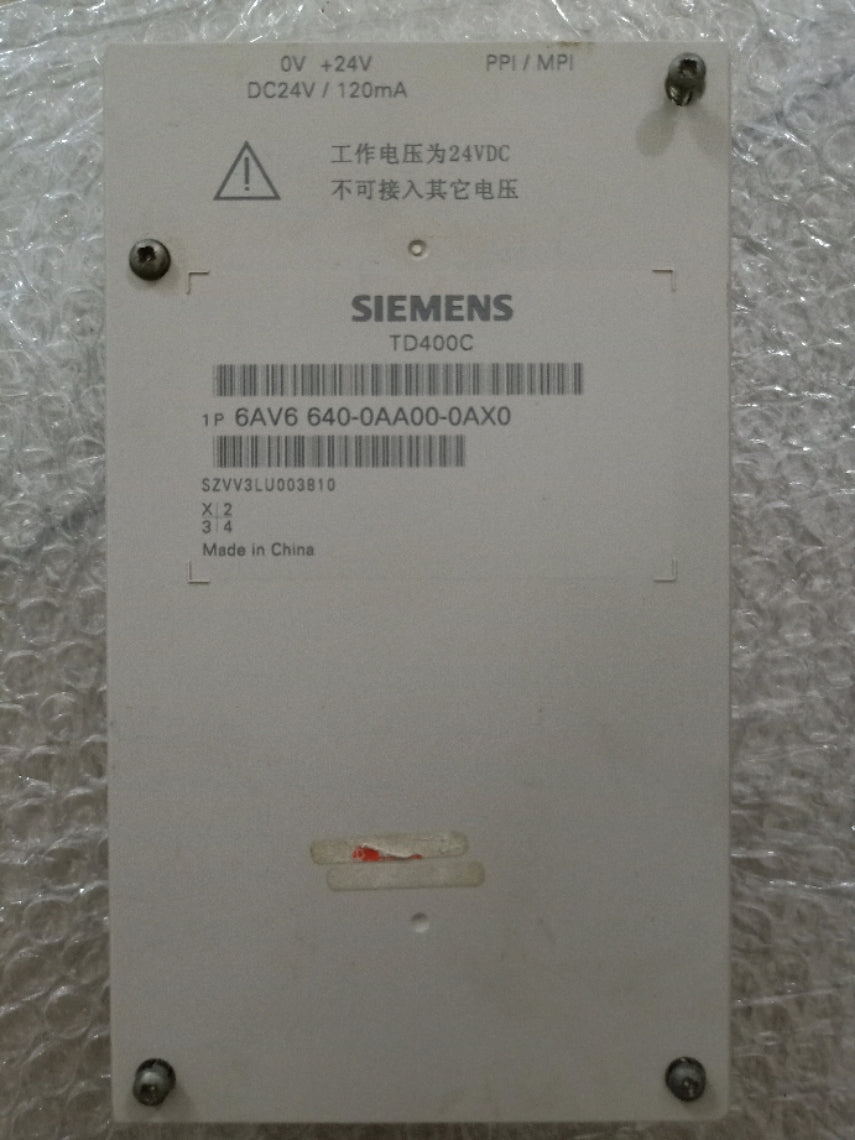 0V +24V PPI / MPI
DC24V / 120mA
工作电压为24VDC
不可接入其它电压
SIEMENS
TD400C
1P 6AV6 640-0AA00-0AX0
SZVV3LU003810
X 2
3 4
Made in China